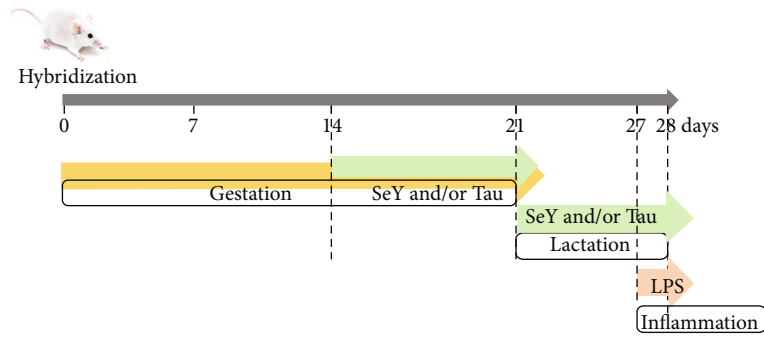 Hybridization
0 7 14 21 27 28 days
Gestation SeY and/or Tau
SeY and/or Tau
Lactation
LPS
Inflammation